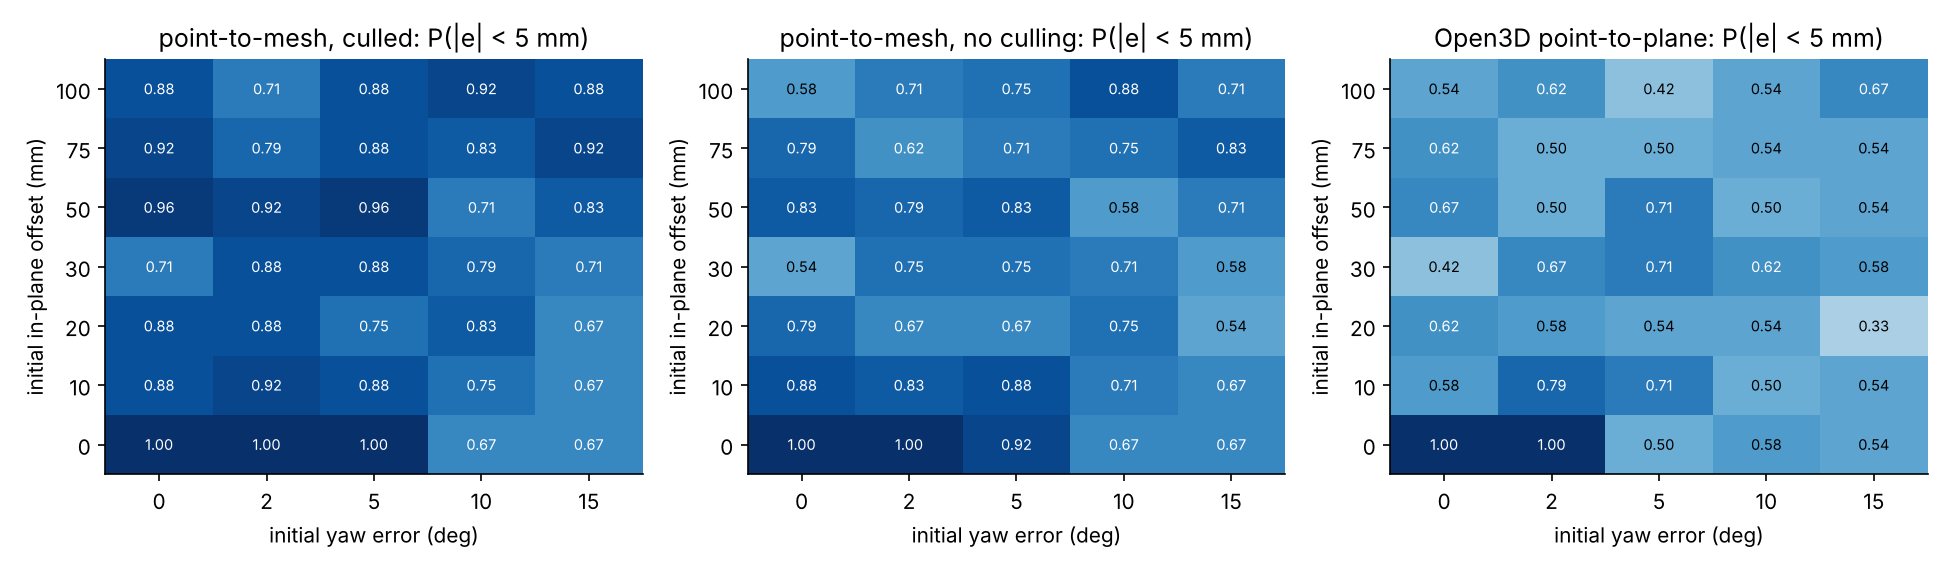 point-to-mesh, culled: P(|e| < 5 mm)
initial in-plane offset (mm)
100 0.88 0.71 0.88 0.92 0.88
75 0.92 0.79 0.88 0.83 0.92
50 0.96 0.92 0.96 0.71 0.83
30 0.71 0.88 0.88 0.79 0.71
20 0.88 0.88 0.75 0.83 0.67
10 0.88 0.92 0.88 0.75 0.67
0 1.00 1.00 1.00 0.67 0.67
0 2 5 10 15
initial yaw error (deg)
point-to-mesh, no culling: P(|e| < 5 mm)
initial in-plane offset (mm)
100 0.58 0.71 0.75 0.88 0.71
75 0.79 0.62 0.71 0.75 0.83
50 0.83 0.79 0.83 0.58 0.71
30 0.54 0.75 0.75 0.71 0.58
20 0.79 0.67 0.67 0.75 0.54
10 0.88 0.83 0.88 0.71 0.67
0 1.00 1.00 0.92 0.67 0.67
0 2 5 10 15
initial yaw error (deg)
Open3D point-to-plane: P(|e| < 5 mm)
initial in-plane offset (mm)
100 0.54 0.62 0.42 0.54 0.67
75 0.62 0.50 0.50 0.54 0.54
50 0.67 0.50 0.71 0.50 0.54
30 0.42 0.67 0.71 0.62 0.58
20 0.62 0.58 0.54 0.54 0.33
10 0.58 0.79 0.71 0.50 0.54
0 1.00 1.00 0.50 0.58 0.54
0 2 5 10 15
initial yaw error (deg)